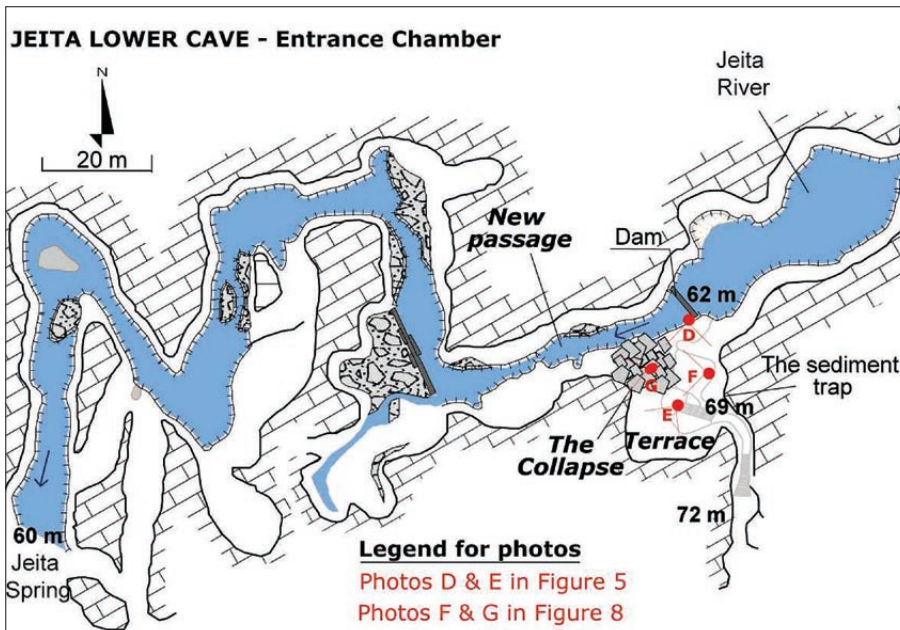 JEITA LOWER CAVE - Entrance Chamber
N
20 m
Jeita
River
New
passage
Dam
62 m
D
The sediment
trap
F
G
69 m
E
The
Collapse
Terrace
72 m
60 m
Jeita
Spring
Legend for photos
Photos D & E in Figure 5
Photos F & G in Figure 8